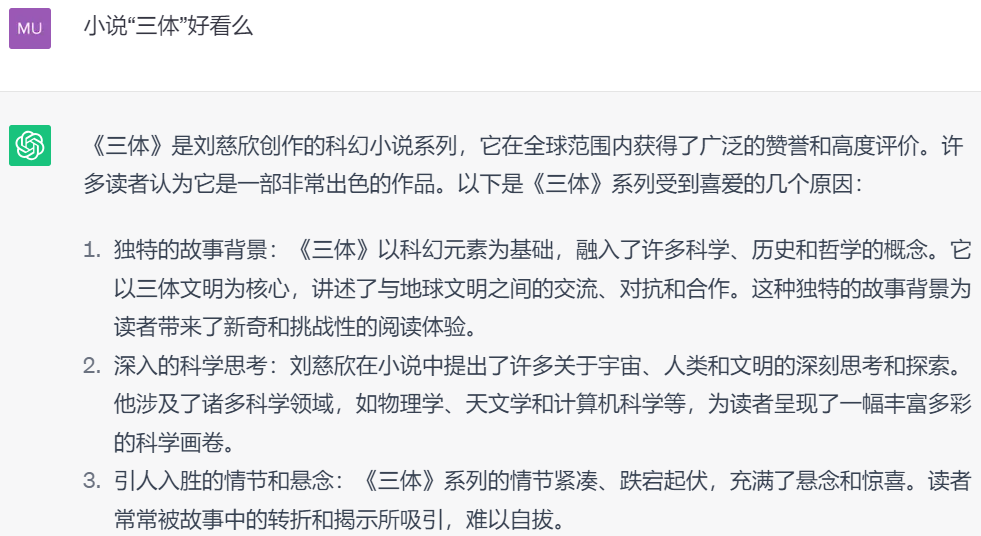 MU
小说“三体”好看么
《三体》是刘慈欣创作的科幻小说系列，它在全球范围内获得了广泛的赞誉和高度评价。许
多读者认为它是一部非常出色的作品。以下是《三体》系列受到喜爱的几个原因：
1. 独特的故事背景：《三体》以科幻元素为基础，融入了许多科学、历史和哲学的概念。它
以三体文明为核心，讲述了与地球文明之间的交流、对抗和合作。这种独特的故事背景为
读者带来了新奇和挑战性的阅读体验。
2. 深入的科学思考：刘慈欣在小说中提出了许多关于宇宙、人类和文明的深刻思考和探索。
他涉及了诸多科学领域，如物理学、天文学和计算机科学等，为读者呈现了一幅丰富多彩
的科学画卷。
3. 引人入胜的情节和悬念：《三体》系列的情节紧凑、跌宕起伏，充满了悬念和惊喜。读者
常常被故事中的转折和揭示所吸引，难以自拔。